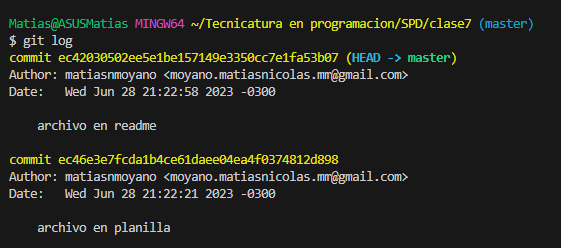 Matias@ASUSMatias MINGW64 ~/Tecnicatura en programacion/SPD/clase7 (master)
$ git log
commit ec42030502ee5e1be157149e3350cc7e1fa53b07 (HEAD -> master)
Author: matiasnmoyano <moyano.matiasnicolas.mm@gmail.com>
Date:   Wed Jun 28 21:22:58 2023 -0300
    archivo en readme
commit ec46e3e7fcda1b4ce61daee04ea4f0374812d898
Author: matiasnmoyano <moyano.matiasnicolas.mm@gmail.com>
Date:   Wed Jun 28 21:22:21 2023 -0300
    archivo en planilla